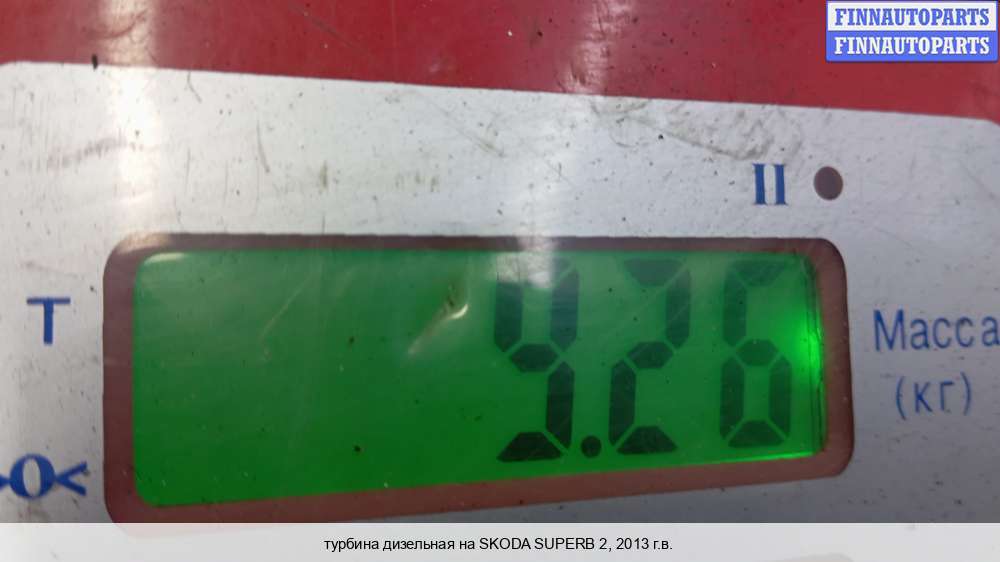 FINNAUTOPARTS
FINNAUTOPARTS
II
T
9.26
Масса
(кг)
>0<
турбина дизельная на SKODA SUPERB 2, 2013 г.в.